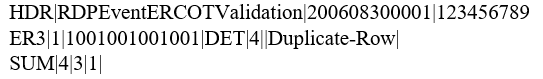 HDR|RDPEventERCOTValidation|200608300001|123456789
ER3|1|1001001001001|DET|4||Duplicate-Row|
SUM|4|3|1|